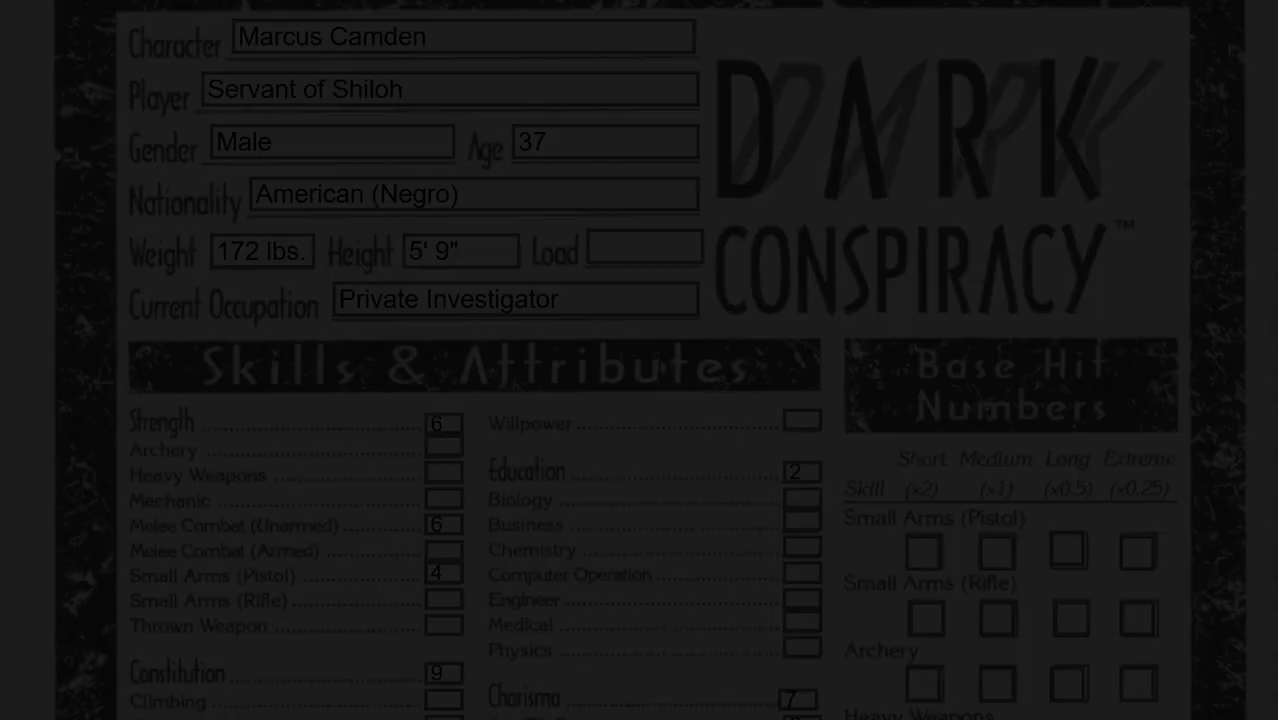 Character Marcus Camden
Player Servant of Shiloh
Gender Male Age 37
Nationality American (Negro)
Weight 172 lbs. Height 5' 9" Load
Current Occupation Private Investigator
DARK
CONSPIRACY™
Skills & Attributes
Strength 6
Archery
Heavy Weapons
Mechanic
Melee Combat (Unarmed) 6
Melee Combat (Armed)
Small Arms (Pistol) 4
Small Arms (Rifle)
Thrown Weapon
Constitution 9
Climbing
Willpower
Education 2
Biology
Business
Chemistry
Computer Operation
Engineer
Medical
Physics
Charisma 7
Base Hit
Numbers
Short Medium Long Extreme
Skill (x2) (x1) (x0.5) (x0.25)
Small Arms (Pistol)
Small Arms (Rifle)
Archery
Heavy Weapons